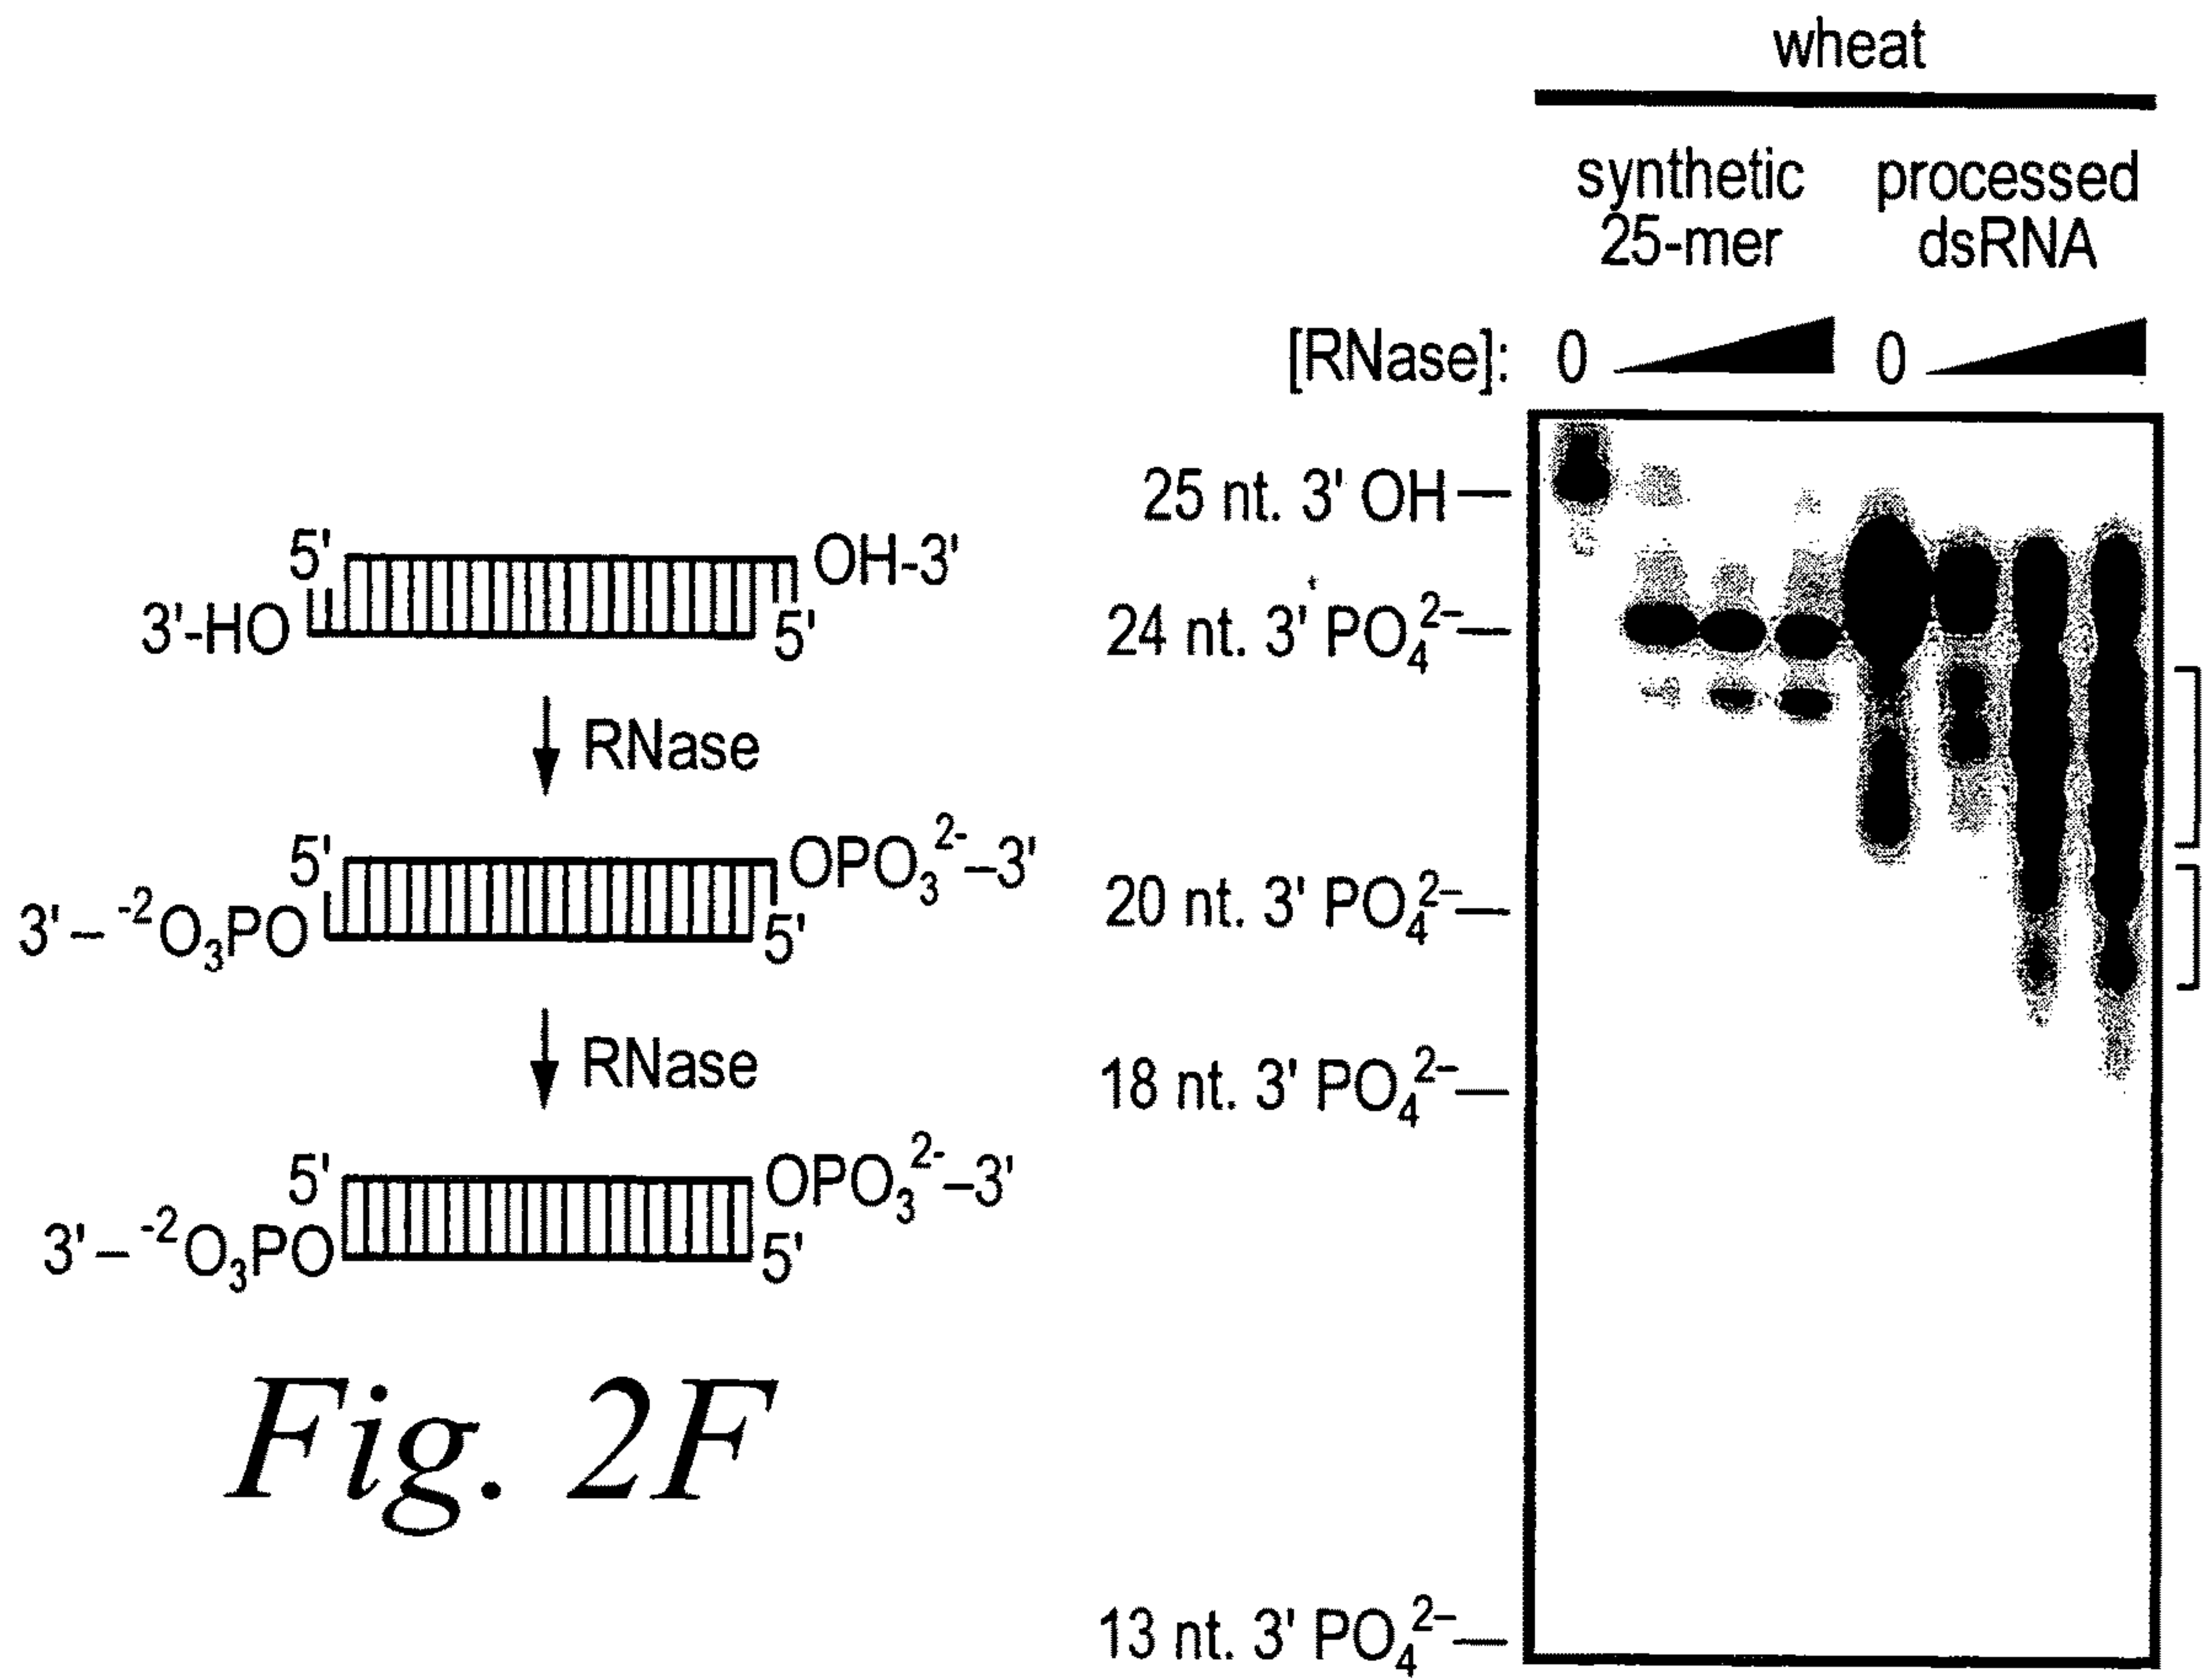 wheat
synthetic 25-mer
processed dsRNA
[RNase]: 0 0
25 nt. 3' OH
24 nt. 3' PO₄²⁻
20 nt. 3' PO₄²⁻
18 nt. 3' PO₄²⁻
13 nt. 3' PO₄²⁻
5' OH-3'
3'-HO 5'
RNase
5' OPO₃²⁻–3'
3'– ⁻²O₃PO 5'
RNase
5' OPO₃²⁻–3'
3'– ⁻²O₃PO 5'
Fig. 2F